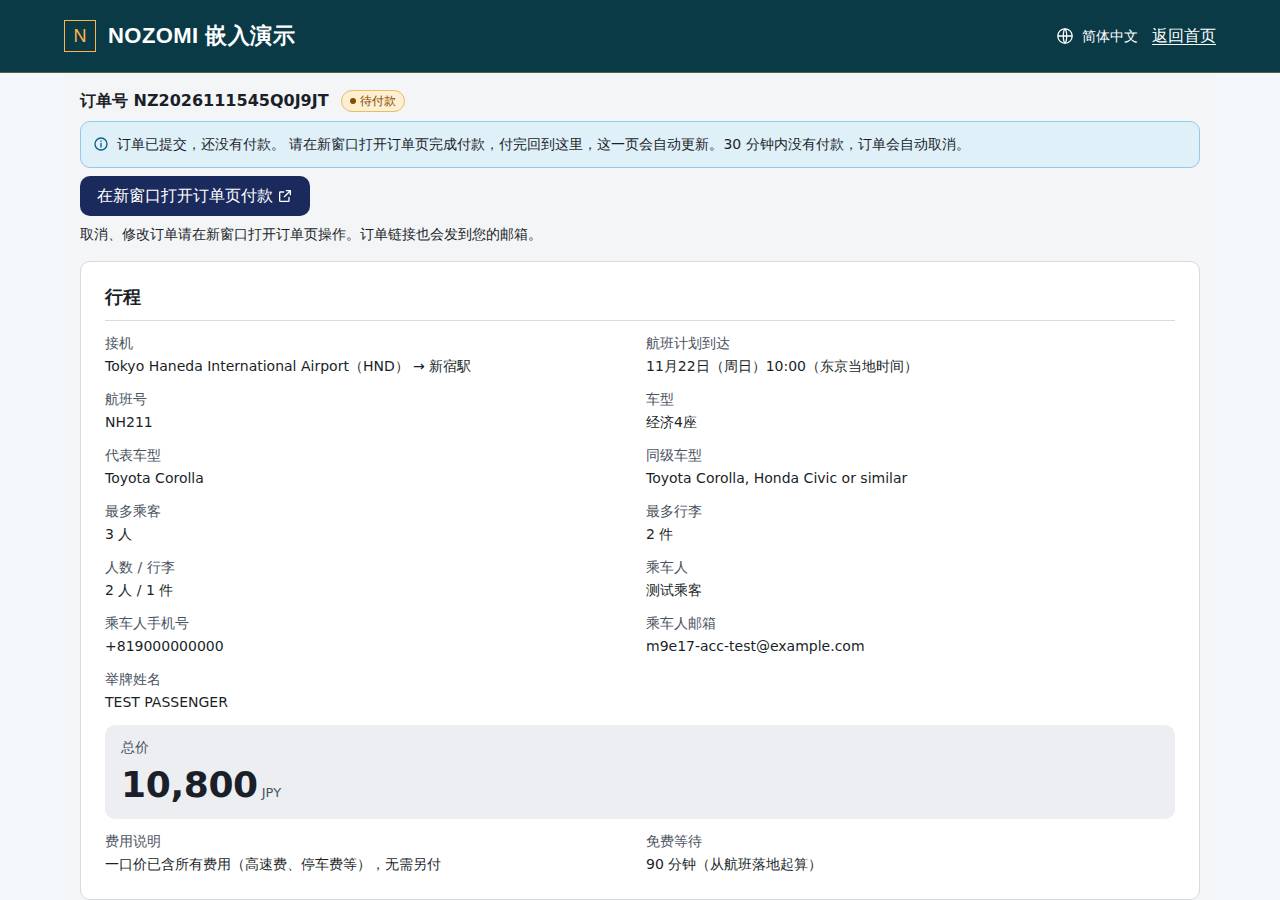 N NOZOMI 嵌入演示
简体中文 返回首页
订单号 NZ2026111545Q0J9JT 待付款
订单已提交，还没有付款。 请在新窗口打开订单页完成付款，付完回到这里，这一页会自动更新。30 分钟内没有付款，订单会自动取消。
在新窗口打开订单页付款
取消、修改订单请在新窗口打开订单页操作。订单链接也会发到您的邮箱。
行程
接机
Tokyo Haneda International Airport（HND） → 新宿駅
航班计划到达
11月22日（周日）10:00（东京当地时间）
航班号
NH211
车型
经济4座
代表车型
Toyota Corolla
同级车型
Toyota Corolla, Honda Civic or similar
最多乘客
3 人
最多行李
2 件
人数 / 行李
2 人 / 1 件
乘车人
测试乘客
乘车人手机号
+819000000000
乘车人邮箱
m9e17-acc-test@example.com
举牌姓名
TEST PASSENGER
总价
10,800 JPY
费用说明
一口价已含所有费用（高速费、停车费等），无需另付
免费等待
90 分钟（从航班落地起算）